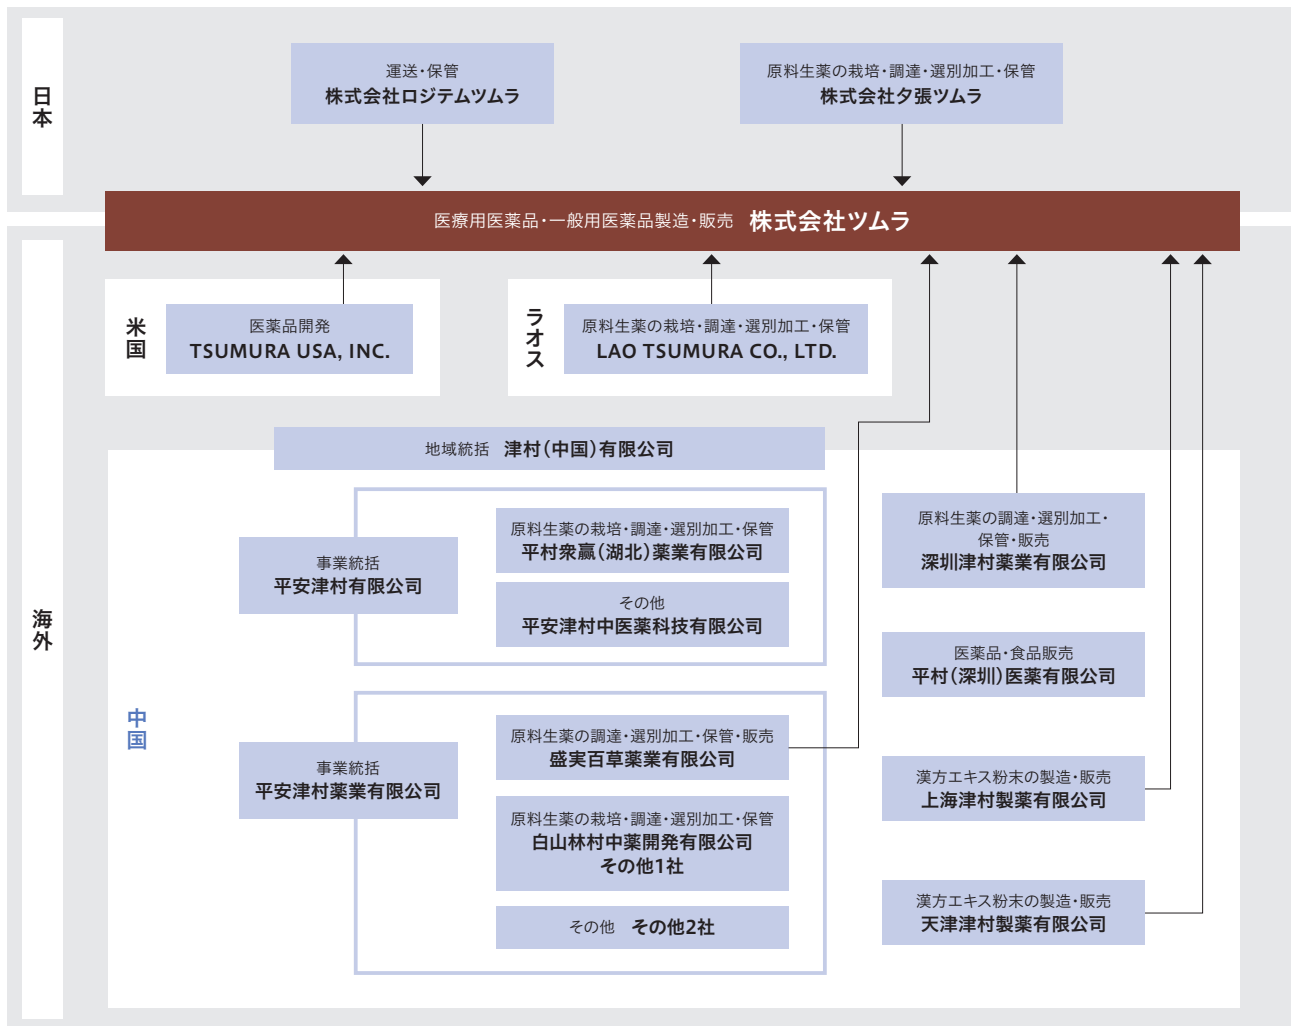 日本
運送・保管
株式会社ロジテムツムラ
原料生薬の栽培・調達・選別加工・保管
株式会社夕張ツムラ
医療用医薬品・一般用医薬品製造・販売 株式会社ツムラ
海外
米国
医薬品開発
TSUMURA USA, INC.
ラオス
原料生薬の栽培・調達・選別加工・保管
LAO TSUMURA CO., LTD.
中国
地域統括 津村（中国）有限公司
事業統括
平安津村有限公司
原料生薬の栽培・調達・選別加工・保管
平村衆赢（湖北）薬業有限公司
その他
平安津村中医薬科技有限公司
事業統括
平安津村薬業有限公司
原料生薬の調達・選別加工・保管・販売
盛実百草薬業有限公司
原料生薬の栽培・調達・選別加工・保管
白山林村中薬開発有限公司
その他1社
その他 その他2社
原料生薬の調達・選別加工・
保管・販売
深圳津村薬業有限公司
医薬品・食品販売
平村（深圳）医薬有限公司
漢方エキス粉末の製造・販売
上海津村製薬有限公司
漢方エキス粉末の製造・販売
天津津村製薬有限公司